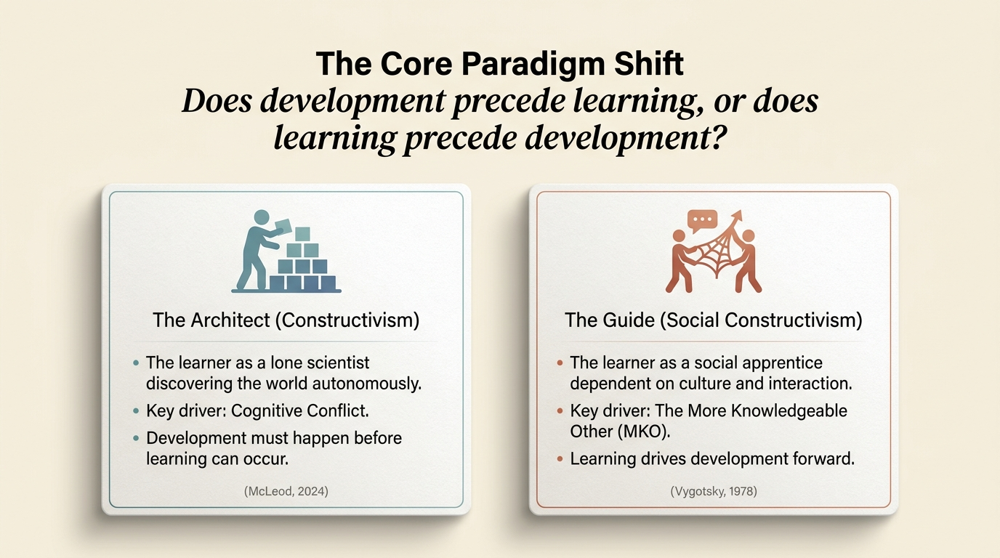 The Core Paradigm Shift
Does development precede learning, or does
learning precede development?
The Architect (Constructivism)
• The learner as a lone scientist
discovering the world autonomously.
• Key driver: Cognitive Conflict.
• Development must happen before
learning can occur.
(McLeod, 2024)
The Guide (Social Constructivism)
• The learner as a social apprentice
dependent on culture and interaction.
• Key driver: The More Knowledgeable
Other (MKO).
• Learning drives development forward.
(Vygotsky, 1978)